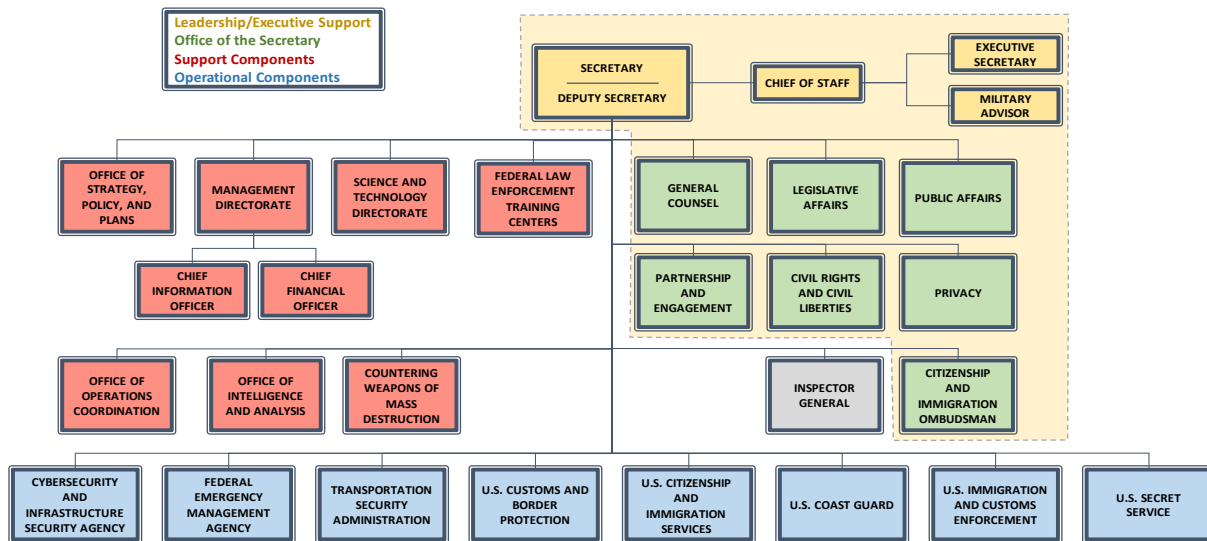 Leadership/Executive Support
Office of the Secretary
Support Components
Operational Components
SECRETARY
DEPUTY SECRETARY
CHIEF OF STAFF
EXECUTIVE
SECRETARY
MILITARY
ADVISOR
OFFICE OF
STRATEGY,
POLICY, AND
PLANS
MANAGEMENT
DIRECTORATE
SCIENCE AND
TECHNOLOGY
DIRECTORATE
FEDERAL LAW
ENFORCEMENT
TRAINING
CENTERS
GENERAL
COUNSEL
LEGISLATIVE
AFFAIRS
PUBLIC AFFAIRS
CHIEF
INFORMATION
OFFICER
CHIEF
FINANCIAL
OFFICER
PARTNERSHIP
AND
ENGAGEMENT
CIVIL RIGHTS
AND CIVIL
LIBERTIES
PRIVACY
OFFICE OF
OPERATIONS
COORDINATION
OFFICE OF
INTELLIGENCE
AND ANALYSIS
COUNTERING
WEAPONS OF
MASS
DESTRUCTION
INSPECTOR
GENERAL
CITIZENSHIP
AND
IMMIGRATION
OMBUDSMAN
CYBERSECURITY
AND
INFRASTRUCTURE
SECURITY AGENCY
FEDERAL
EMERGENCY
MANAGEMENT
AGENCY
TRANSPORTATION
SECURITY
ADMINISTRATION
U.S. CUSTOMS AND
BORDER
PROTECTION
U.S. CITIZENSHIP
AND
IMMIGRATION
SERVICES
U.S. COAST GUARD
U.S. IMMIGRATION
AND CUSTOMS
ENFORCEMENT
U.S. SECRET
SERVICE